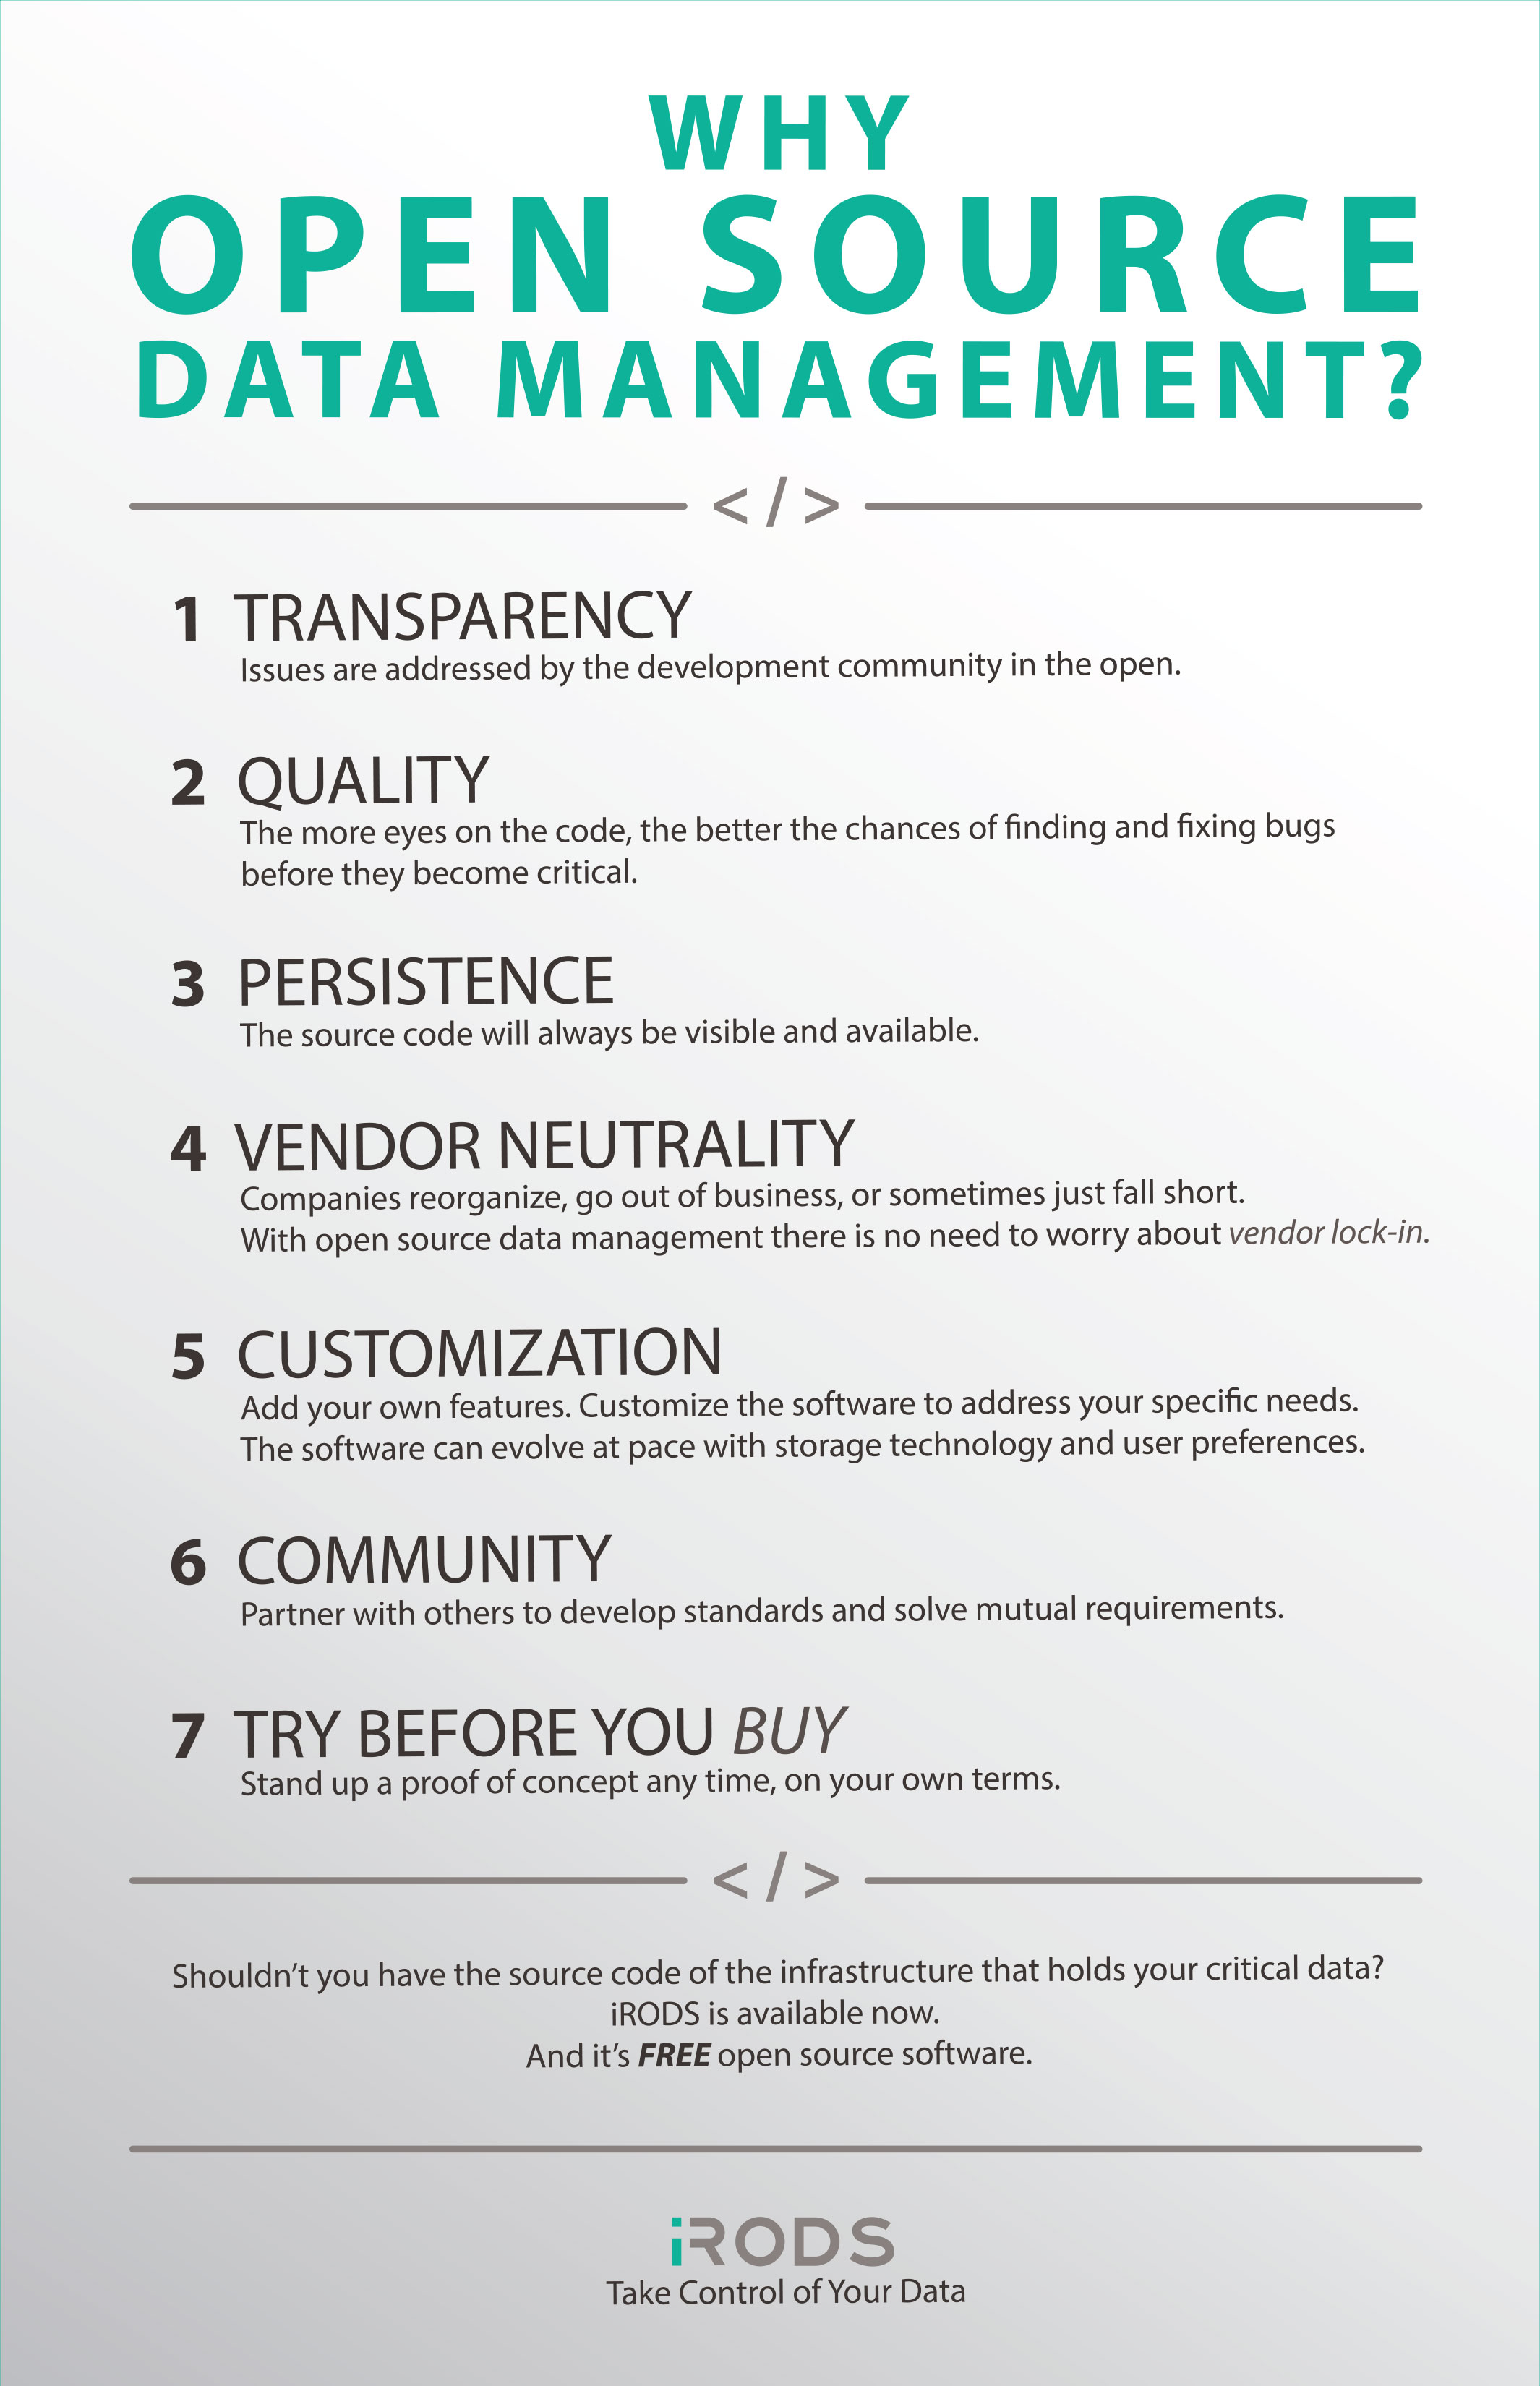 WHY
OPEN SOURCE
DATA MANAGEMENT?
</>
1 TRANSPARENCY
Issues are addressed by the development community in the open.
2 QUALITY
The more eyes on the code, the better the chances of finding and fixing bugs
before they become critical.
3 PERSISTENCE
The source code will always be visible and available.
4 VENDOR NEUTRALITY
Companies reorganize, go out of business, or sometimes just fall short.
With open source data management there is no need to worry about vendor lock-in.
5 CUSTOMIZATION
Add your own features. Customize the software to address your specific needs.
The software can evolve at pace with storage technology and user preferences.
6 COMMUNITY
Partner with others to develop standards and solve mutual requirements.
7 TRY BEFORE YOU BUY
Stand up a proof of concept any time, on your own terms.
</>
Shouldn’t you have the source code of the infrastructure that holds your critical data?
iRODS is available now.
And it’s FREE open source software.
iRODS
Take Control of Your Data